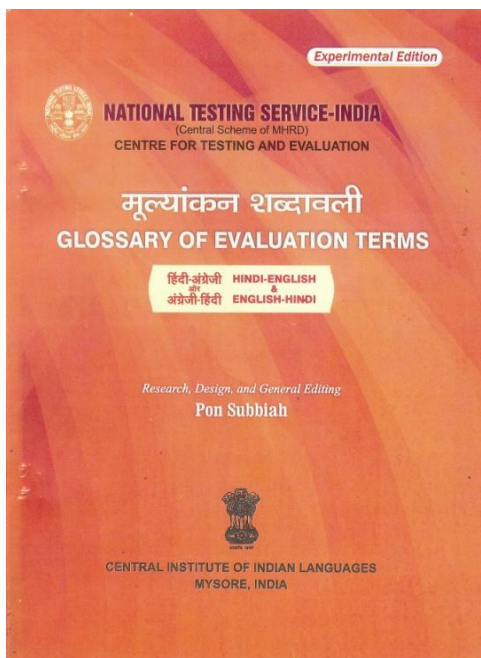 Experimental Edition
NATIONAL TESTING SERVICE-INDIA
(Central Scheme of MHRD)
CENTRE FOR TESTING AND EVALUATION
मूल्यांकन शब्दावली
GLOSSARY OF EVALUATION TERMS
हिंदी-अंग्रेजी HINDI-ENGLISH
और &
अंग्रेजी-हिंदी ENGLISH-HINDI
Research, Design, and General Editing
Pon Subbiah
CENTRAL INSTITUTE OF INDIAN LANGUAGES
MYSORE, INDIA